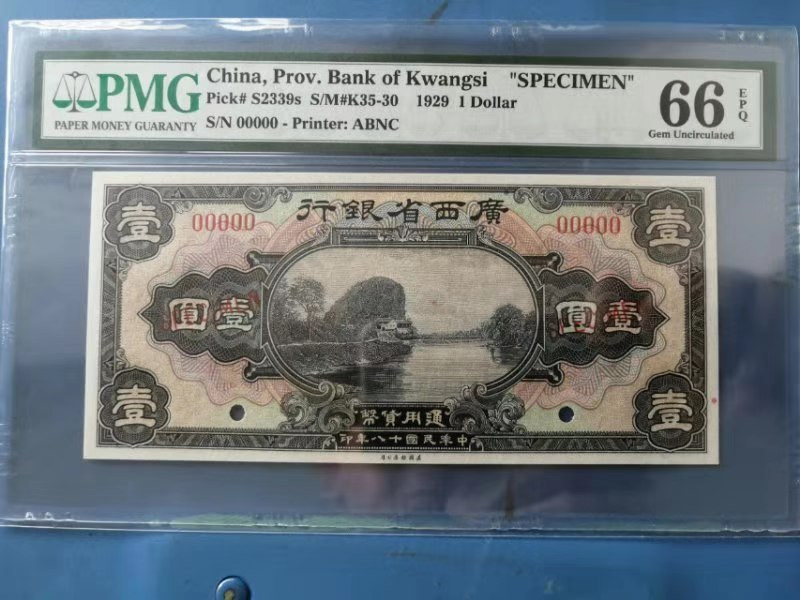 PMG
PAPER MONEY GUARANTY
China, Prov. Bank of Kwangsi "SPECIMEN"
Pick# S2339s S/M#K35-30 1929 1 Dollar
S/N 00000 - Printer: ABNC
66 EPQ
Gem Uncirculated
行銀省西廣
00000 00000
壹 壹
圓壹 圓壹
壹 壹
幣貨用通
印年八十國民華中